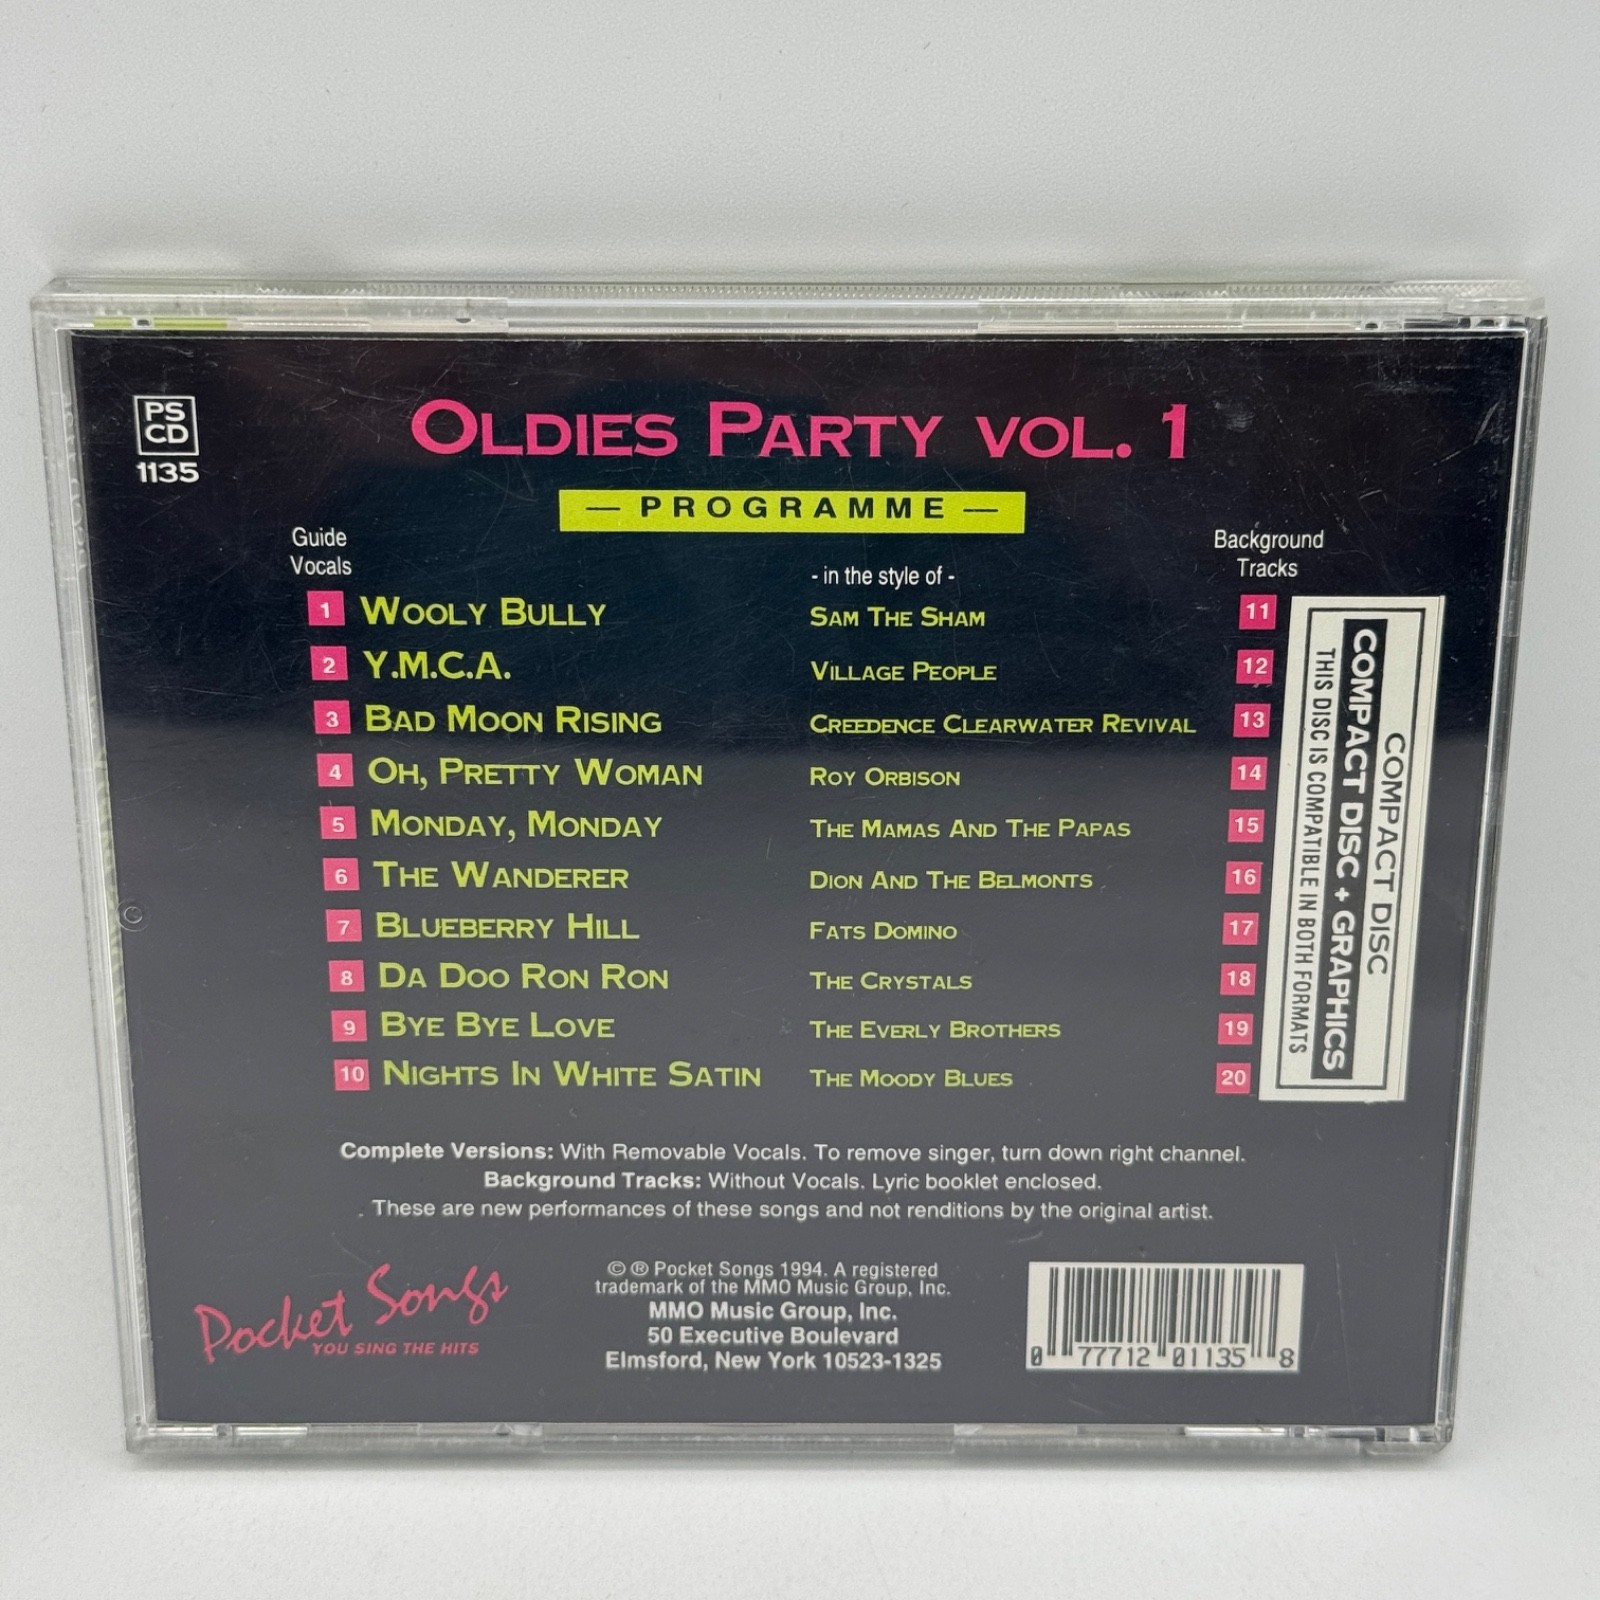 PS
CD
1135
OLDIES PARTY VOL. 1
— PROGRAMME —
Guide
Vocals
- in the style of -
Background
Tracks
1 WOOLY BULLY SAM THE SHAM 11
2 Y.M.C.A. VILLAGE PEOPLE 12
3 BAD MOON RISING CREEDENCE CLEARWATER REVIVAL 13
4 OH, PRETTY WOMAN ROY ORBISON 14
5 MONDAY, MONDAY THE MAMAS AND THE PAPAS 15
6 THE WANDERER DION AND THE BELMONTS 16
7 BLUEBERRY HILL FATS DOMINO 17
8 DA DOO RON RON THE CRYSTALS 18
9 BYE BYE LOVE THE EVERLY BROTHERS 19
10 NIGHTS IN WHITE SATIN THE MOODY BLUES 20
COMPACT DISC
COMPACT DISC + GRAPHICS
THIS DISC IS COMPATIBLE IN BOTH FORMATS
Complete Versions: With Removable Vocals. To remove singer, turn down right channel.
Background Tracks: Without Vocals. Lyric booklet enclosed.
These are new performances of these songs and not renditions by the original artist.
Pocket Songs
YOU SING THE HITS
© ® Pocket Songs 1994. A registered
trademark of the MMO Music Group, Inc.
MMO Music Group, Inc.
50 Executive Boulevard
Elmsford, New York 10523-1325
0 77712 01135 8